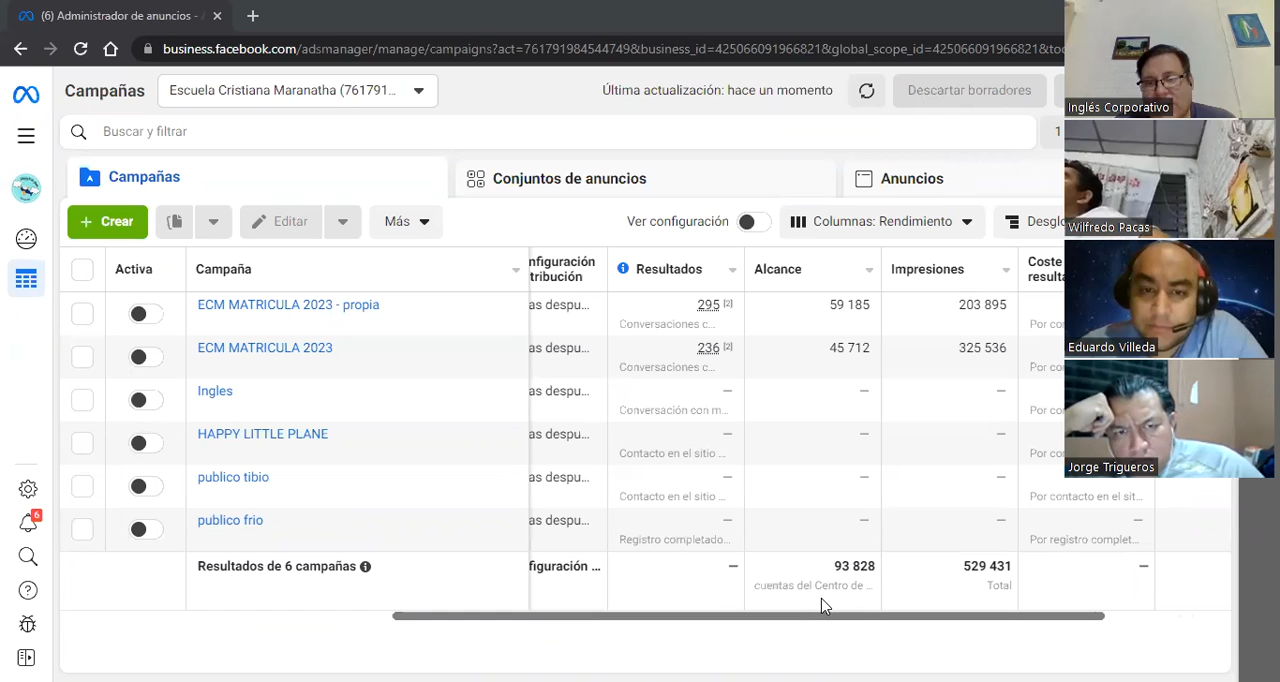 (6) Administrador de anuncios -
business.facebook.com/adsmanager/manage/campaigns?act=761791984544749&business_id=425066091966821&global_scope_id=425066091966821&too
Campañas
Escuela Cristiana Maranatha (761791...
Última actualización: hace un momento
Descartar borradores
Buscar y filtrar
1
Campañas
Conjuntos de anuncios
Anuncios
+ Crear
Editar
Más
Ver configuración
Columnas: Rendimiento
Desglo
Activa
Campaña
nfiguración
tribución
Resultados
Alcance
Impresiones
Coste
resulta
ECM MATRICULA 2023 - propia
as despu...
295 [2]
Conversaciones c...
59 185
203 895
Por co
ECM MATRICULA 2023
as despu...
236 [2]
Conversaciones c...
45 712
325 536
Por co
Ingles
as despu...
—
Conversación con m...
—
—
Por co
HAPPY LITTLE PLANE
as despu...
—
Contacto en el sitio ...
—
—
Por co
publico tibio
as despu...
—
Contacto en el sitio ...
—
—
Por contacto en el sit...
publico frio
as despu...
—
Registro completado...
—
—
—
Por registro complet...
Resultados de 6 campañas
figuración ...
—
93 828
cuentas del Centro de ...
529 431
Total
—
6
Inglés Corporativo
Wilfredo Pacas
Eduardo Villeda
Jorge Trigueros